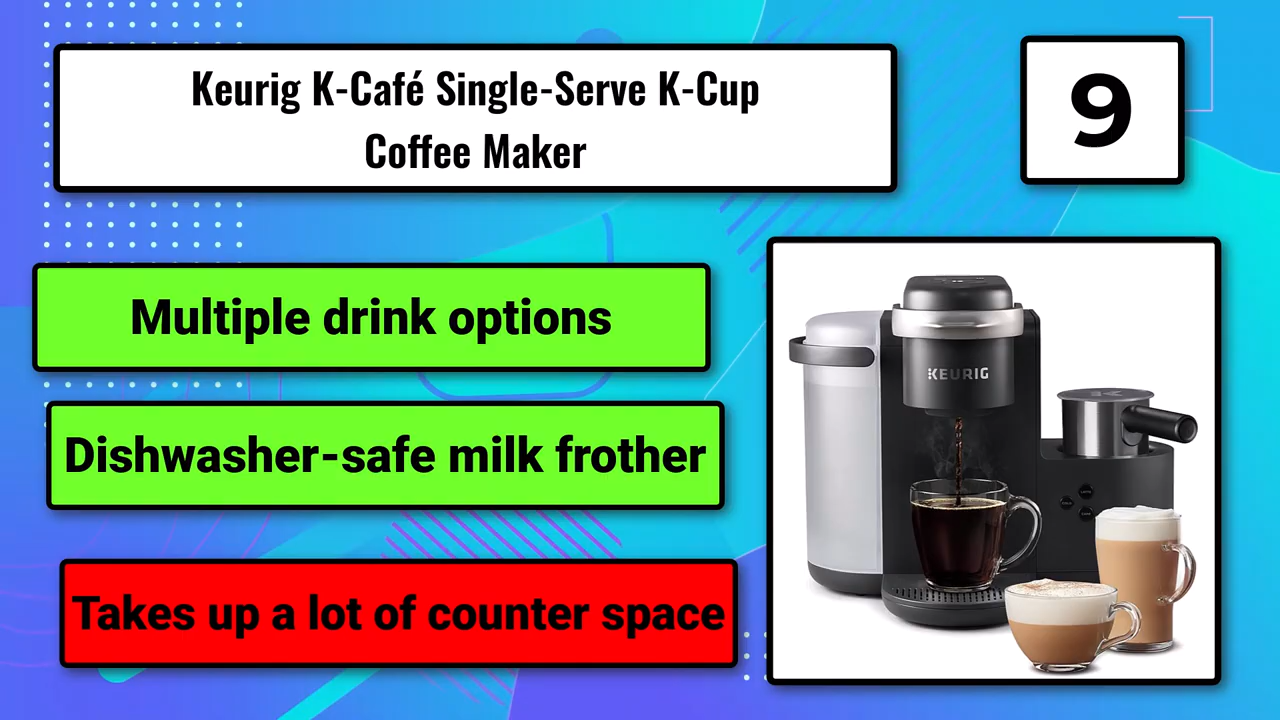 Keurig K-Café Single-Serve K-Cup
Coffee Maker
9
Multiple drink options
Dishwasher-safe milk frother
Takes up a lot of counter space
KEURIG